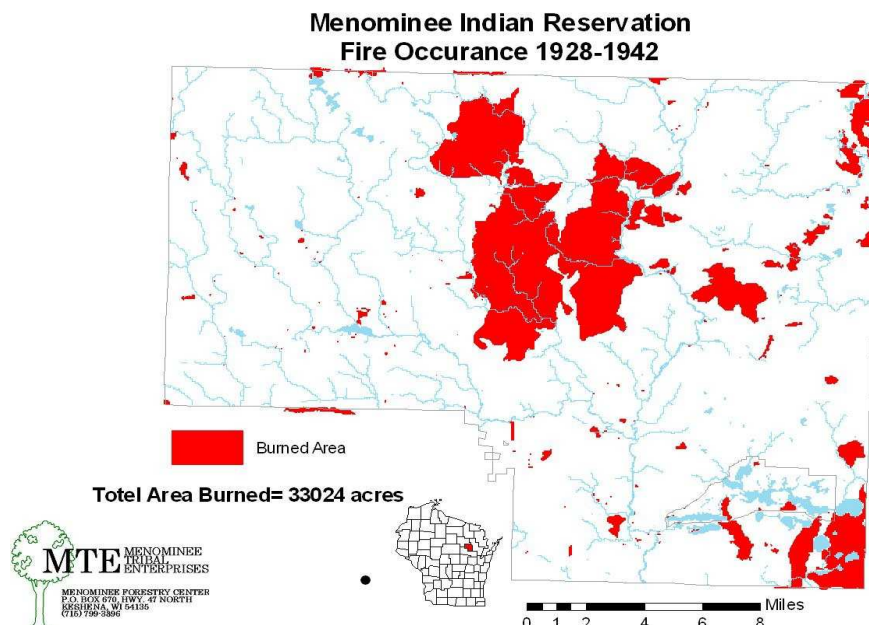 Menominee Indian Reservation
Fire Occurance 1928-1942
Burned Area
Totel Area Burned= 33024 acres
MTE
MENOMINEE
TRIBAL
ENTERPRISES
MENOMINEE FORESTRY CENTER
P.O. BOX 670, HWY. 47 NORTH
KESHENA, WI 54135
(715) 799-3896
Miles
0 1 2 4 6 8